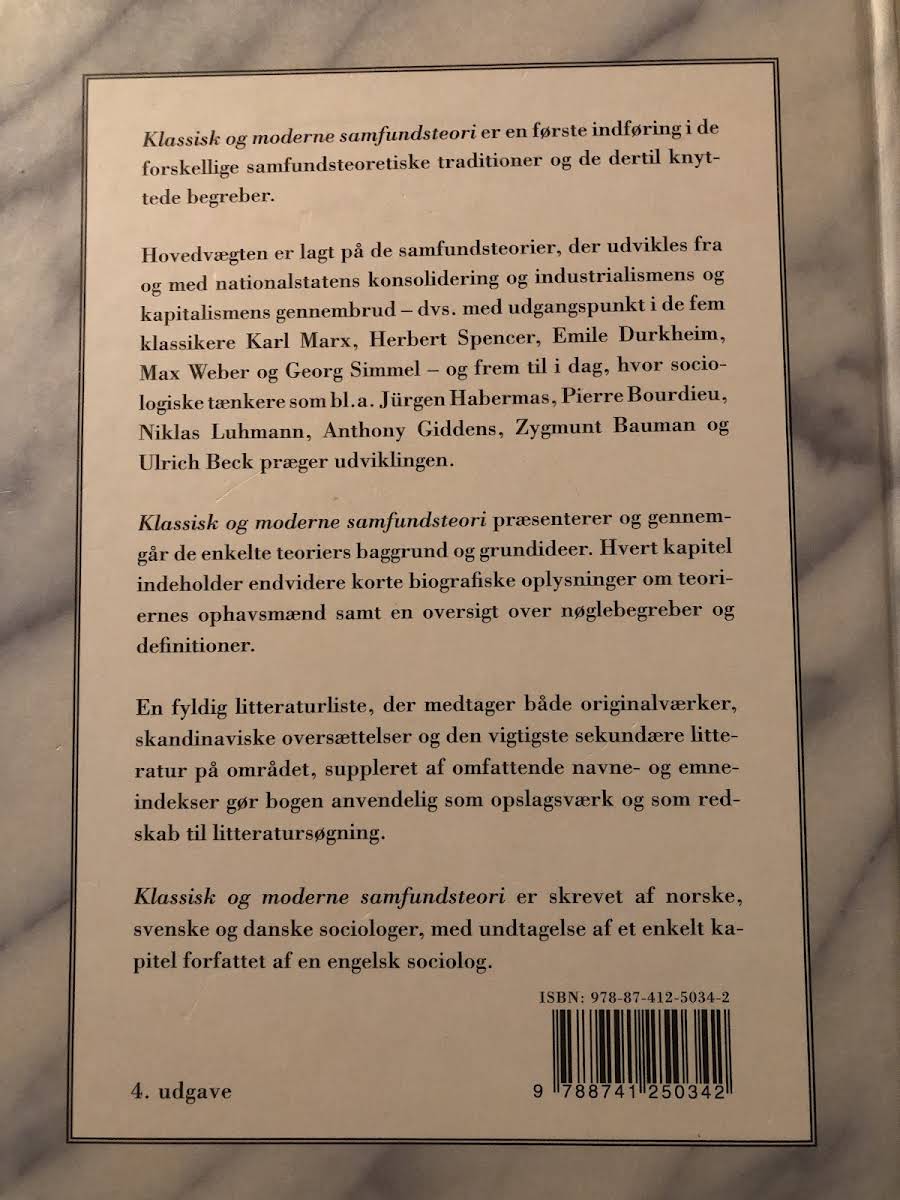 Klassisk og moderne samfundsteori er en første indføring i de
forskellige samfundsteoretiske traditioner og de dertil knyt-
tede begreber.
Hovedvægten er lagt på de samfundsteorier, der udvikles fra
og med nationalstatens konsolidering og industrialismens og
kapitalismens gennembrud – dvs. med udgangspunkt i de fem
klassikere Karl Marx, Herbert Spencer, Emile Durkheim,
Max Weber og Georg Simmel – og frem til i dag, hvor socio-
logiske tænkere som bl.a. Jürgen Habermas, Pierre Bourdieu,
Niklas Luhmann, Anthony Giddens, Zygmunt Bauman og
Ulrich Beck præger udviklingen.
Klassisk og moderne samfundsteori præsenterer og gennem-
går de enkelte teoriers baggrund og grundideer. Hvert kapitel
indeholder endvidere korte biografiske oplysninger om teori-
ernes ophavsmænd samt en oversigt over nøglebegreber og
definitioner.
En fyldig litteraturliste, der medtager både originalværker,
skandinaviske oversættelser og den vigtigste sekundære litte-
ratur på området, suppleret af omfattende navne- og emne-
indekser gør bogen anvendelig som opslagsværk og som red-
skab til litteratursøgning.
Klassisk og moderne samfundsteori er skrevet af norske,
svenske og danske sociologer, med undtagelse af et enkelt ka-
pitel forfattet af en engelsk sociolog.
ISBN: 978-87-412-5034-2
9 788741 250342
4. udgave